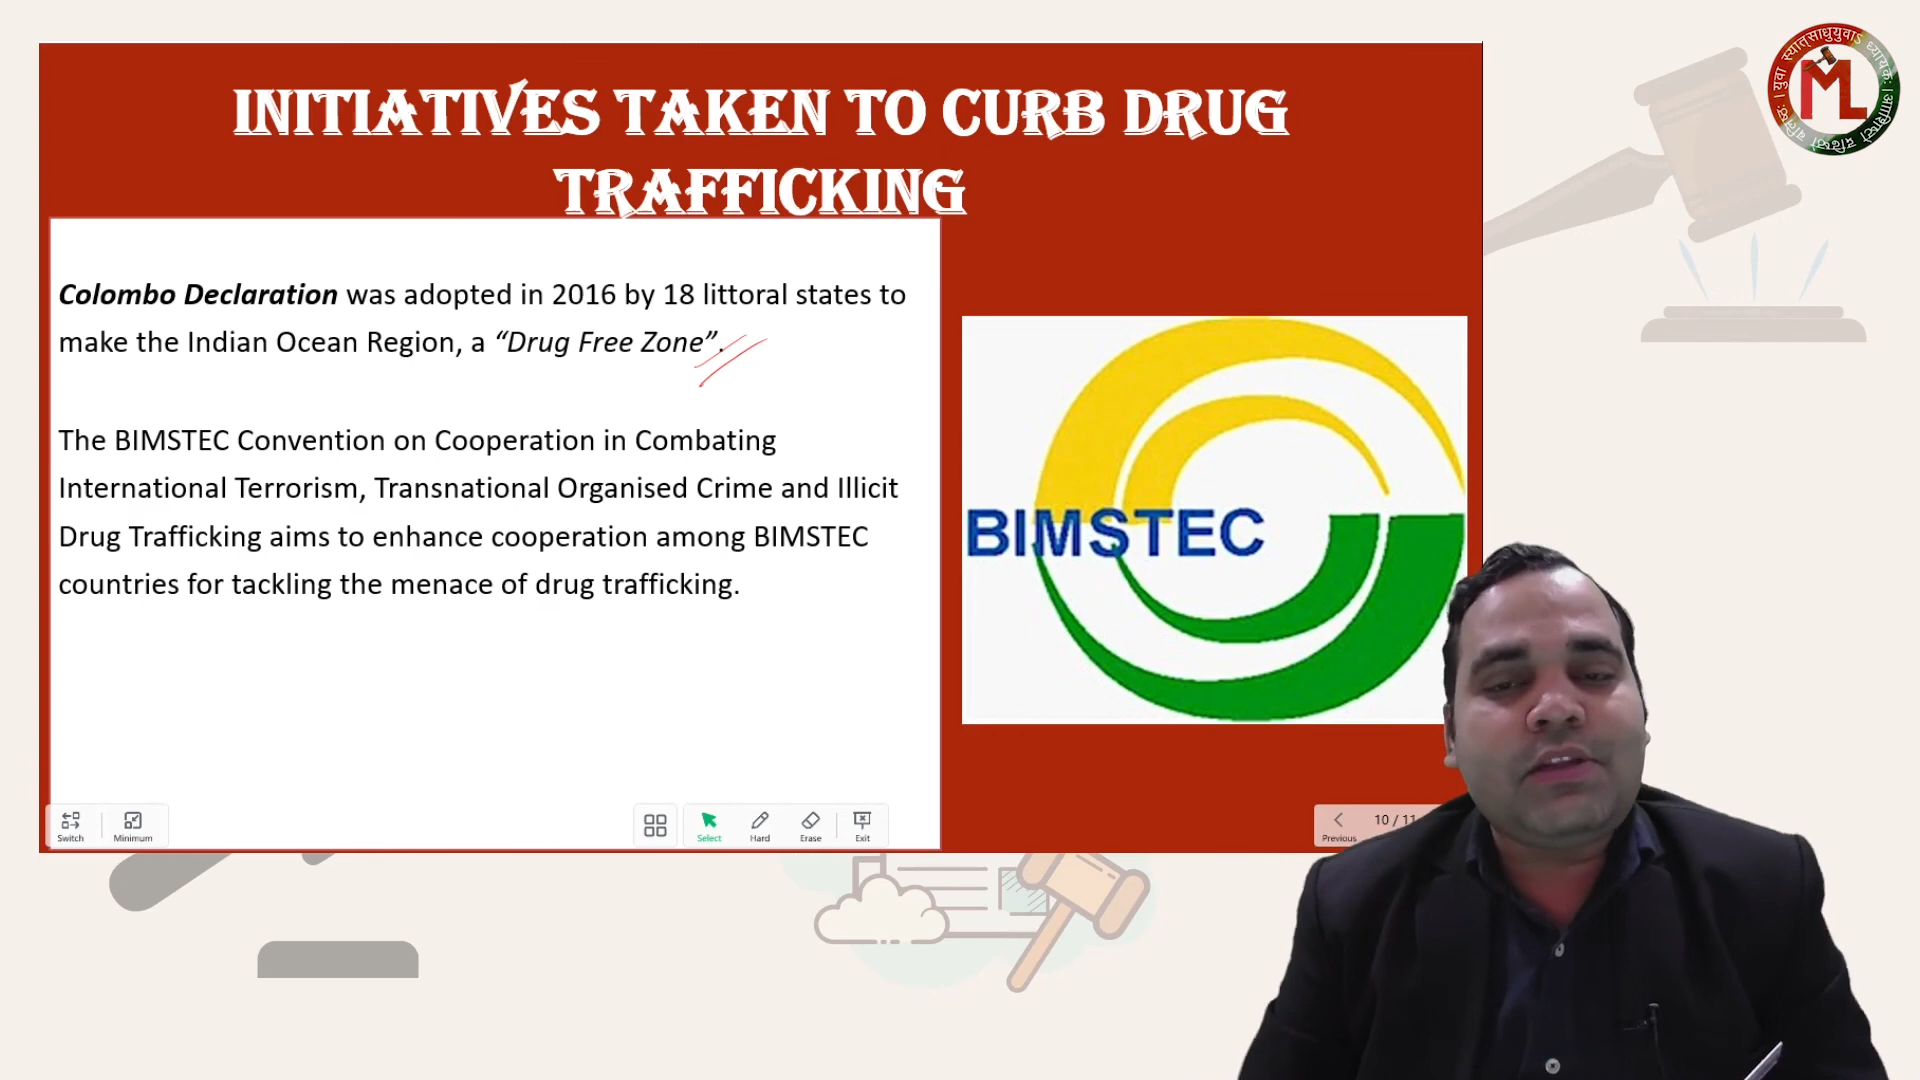 INITIATIVES TAKEN TO CURB DRUG
TRAFFICKING
Colombo Declaration was adopted in 2016 by 18 littoral states to
make the Indian Ocean Region, a “Drug Free Zone”.
The BIMSTEC Convention on Cooperation in Combating
International Terrorism, Transnational Organised Crime and Illicit
Drug Trafficking aims to enhance cooperation among BIMSTEC
countries for tackling the menace of drug trafficking.
BIMSTEC
ML
Switch
Minimum
Select
Hard
Erase
Exit
Previous
10 / 11